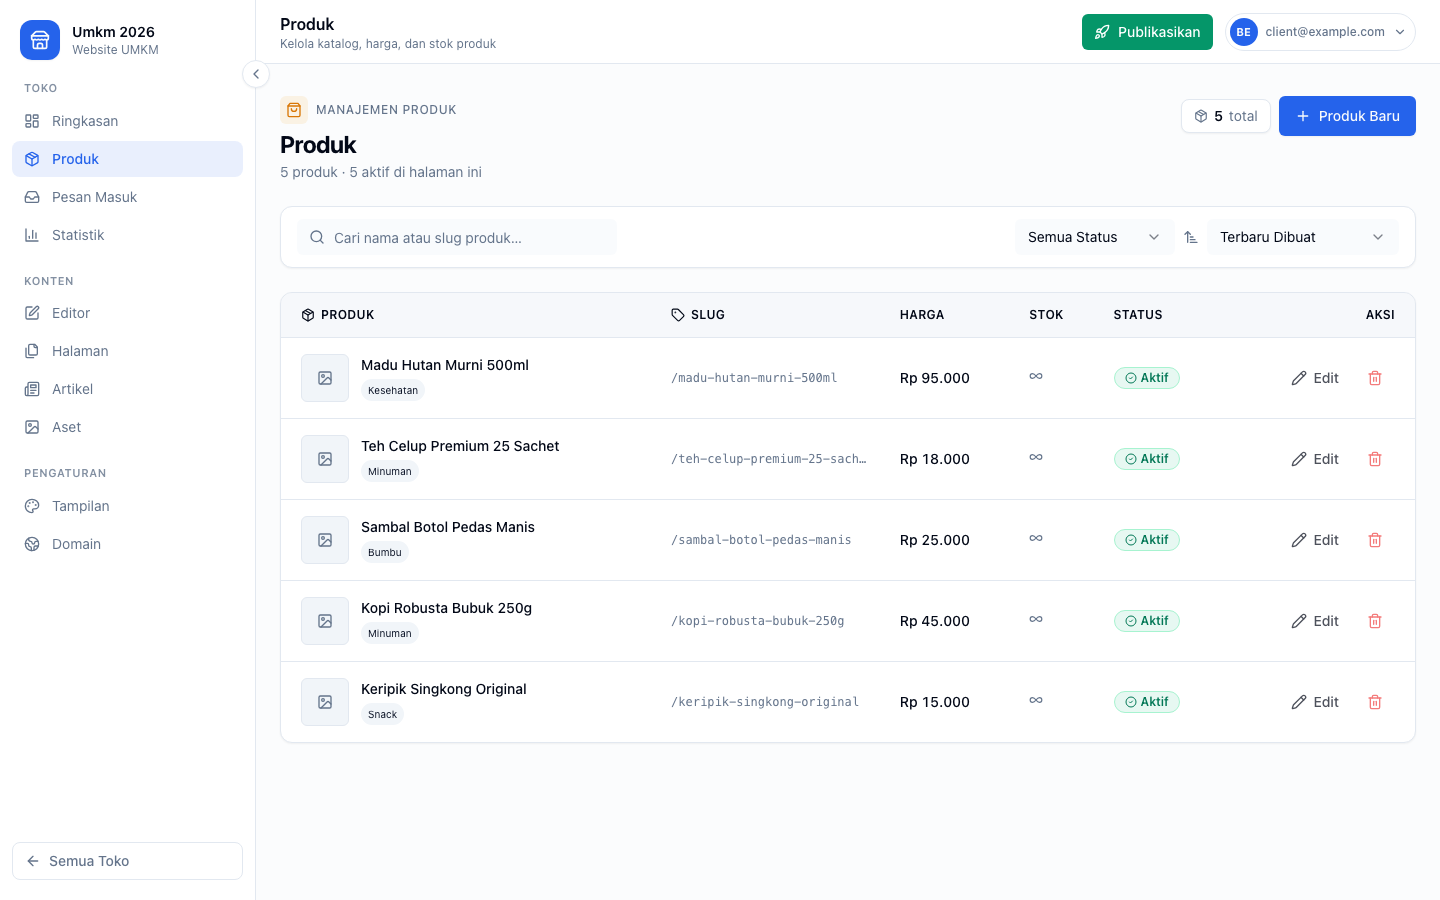 Umkm 2026
Website UMKM
TOKO
Ringkasan
Produk
Pesan Masuk
Statistik
KONTEN
Editor
Halaman
Artikel
Aset
PENGATURAN
Tampilan
Domain
Semua Toko
Produk
Kelola katalog, harga, dan stok produk
Publikasikan
BE client@example.com
MANAJEMEN PRODUK
Produk
5 produk · 5 aktif di halaman ini
5 total
Produk Baru
Cari nama atau slug produk...
Semua Status
Terbaru Dibuat
PRODUK SLUG HARGA STOK STATUS AKSI
Madu Hutan Murni 500ml
Kesehatan
/madu-hutan-murni-500ml Rp 95.000 ∞ Aktif Edit
Teh Celup Premium 25 Sachet
Minuman
/teh-celup-premium-25-sach… Rp 18.000 ∞ Aktif Edit
Sambal Botol Pedas Manis
Bumbu
/sambal-botol-pedas-manis Rp 25.000 ∞ Aktif Edit
Kopi Robusta Bubuk 250g
Minuman
/kopi-robusta-bubuk-250g Rp 45.000 ∞ Aktif Edit
Keripik Singkong Original
Snack
/keripik-singkong-original Rp 15.000 ∞ Aktif Edit